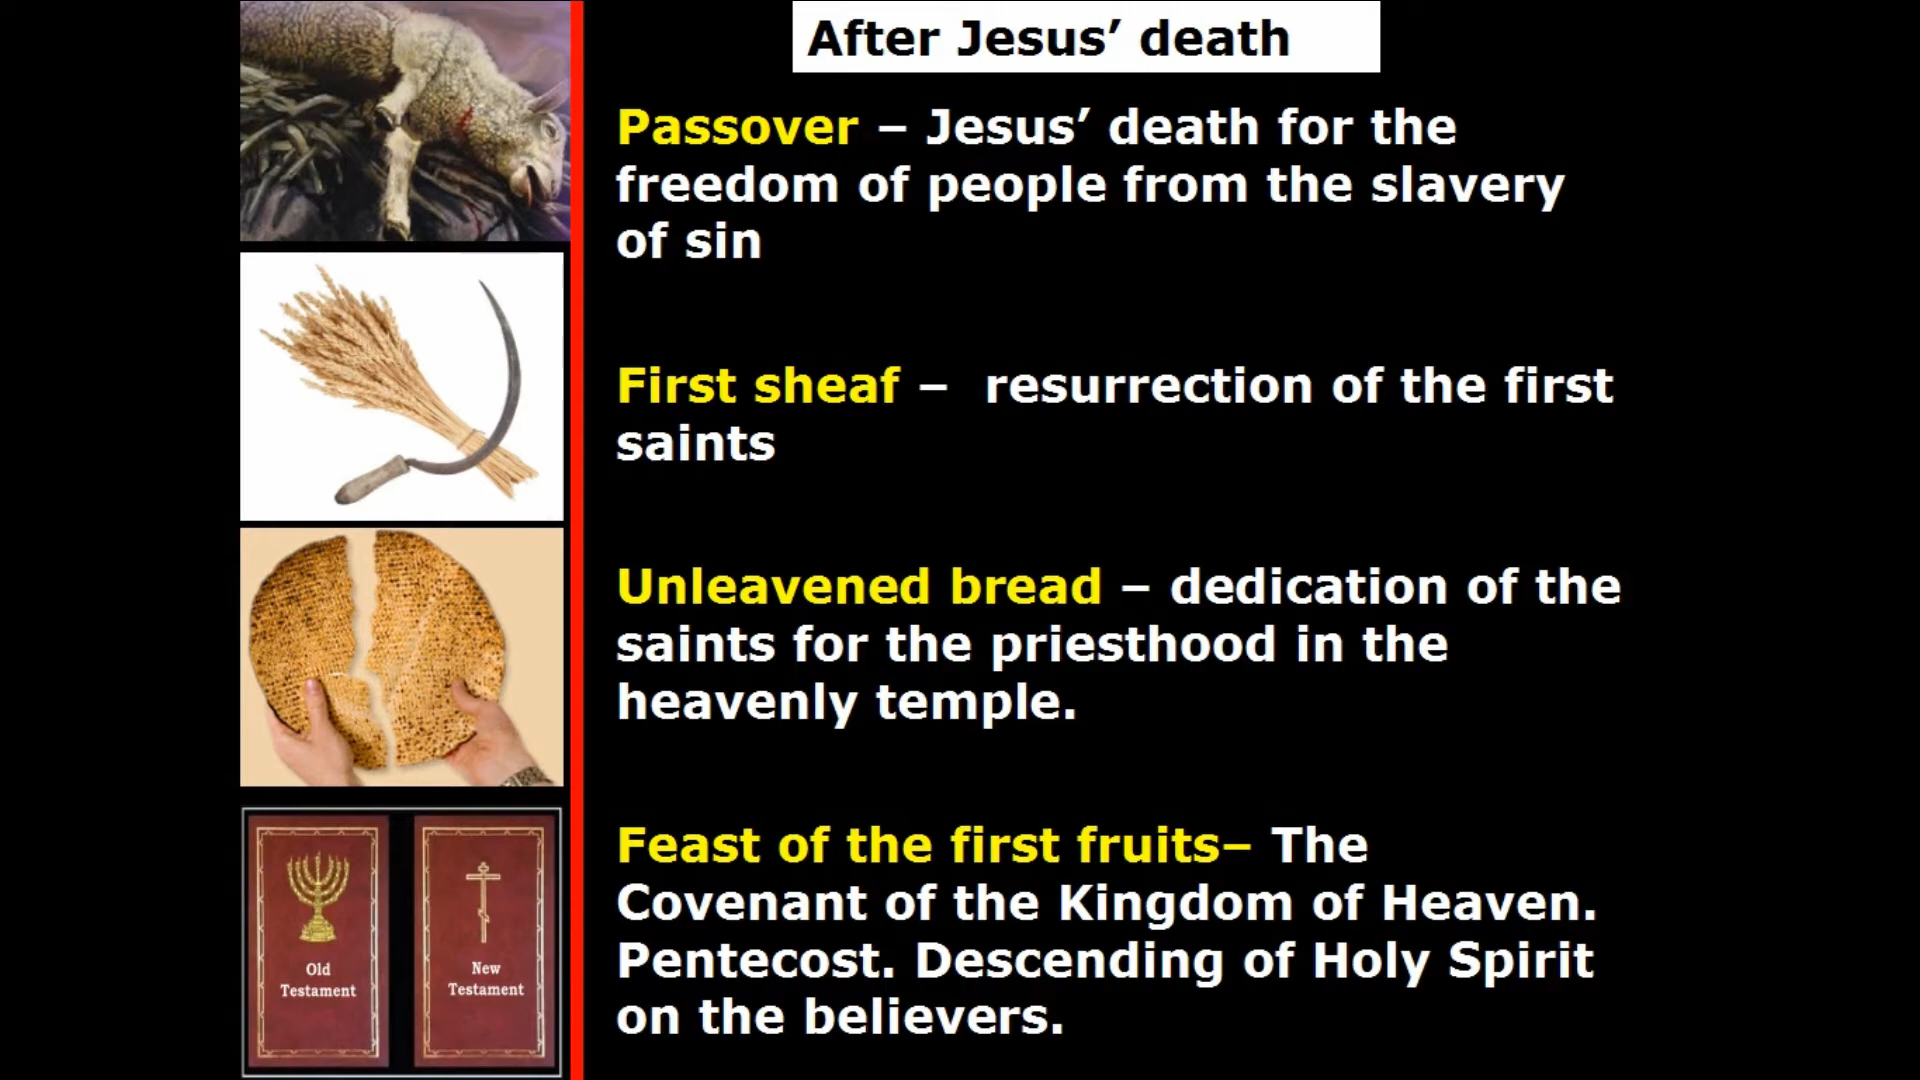 After Jesus’ death
Passover – Jesus’ death for the
freedom of people from the slavery
of sin
First sheaf – resurrection of the first
saints
Unleavened bread – dedication of the
saints for the priesthood in the
heavenly temple.
Feast of the first fruits– The
Covenant of the Kingdom of Heaven.
Pentecost. Descending of Holy Spirit
on the believers.
Old
Testament
New
Testament